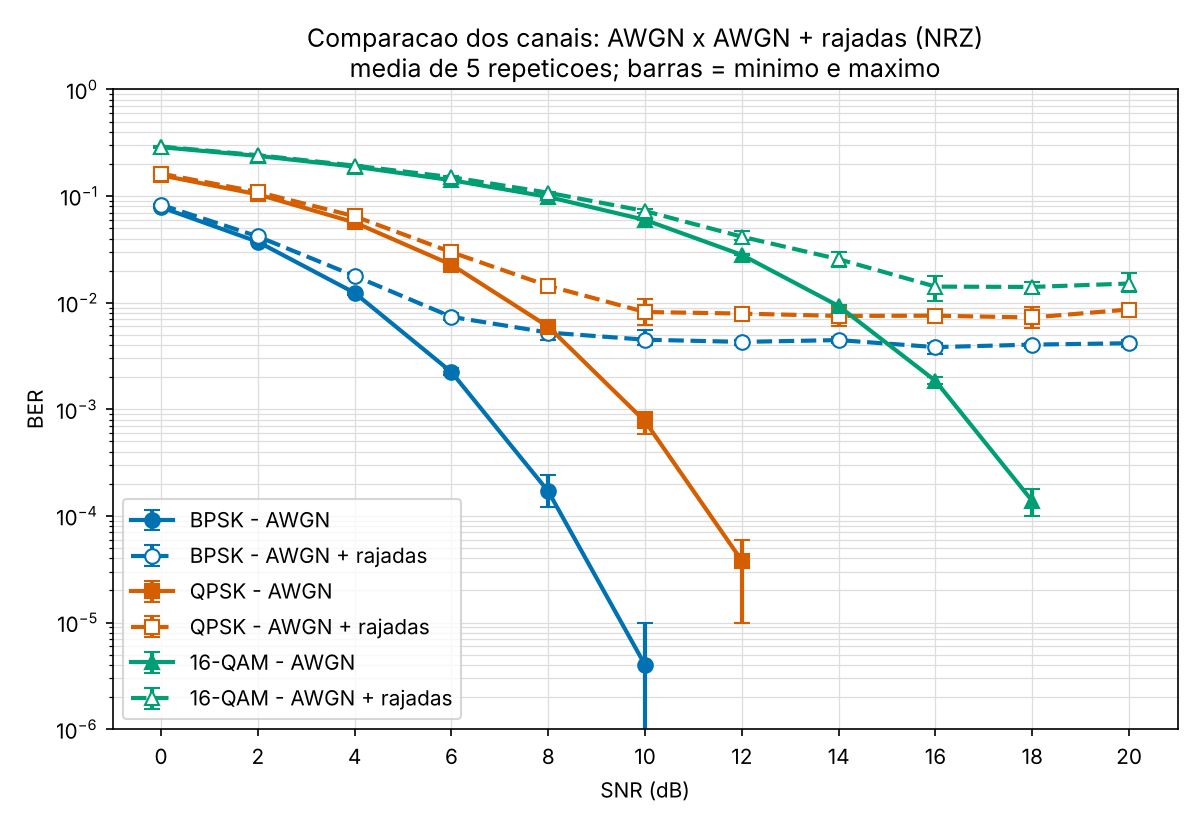 Comparacao dos canais: AWGN x AWGN + rajadas (NRZ)
media de 5 repeticoes; barras = minimo e maximo
10⁰
10⁻¹
10⁻²
10⁻³
10⁻⁴
10⁻⁵
10⁻⁶
BER
BPSK - AWGN
BPSK - AWGN + rajadas
QPSK - AWGN
QPSK - AWGN + rajadas
16-QAM - AWGN
16-QAM - AWGN + rajadas
0 2 4 6 8 10 12 14 16 18 20
SNR (dB)